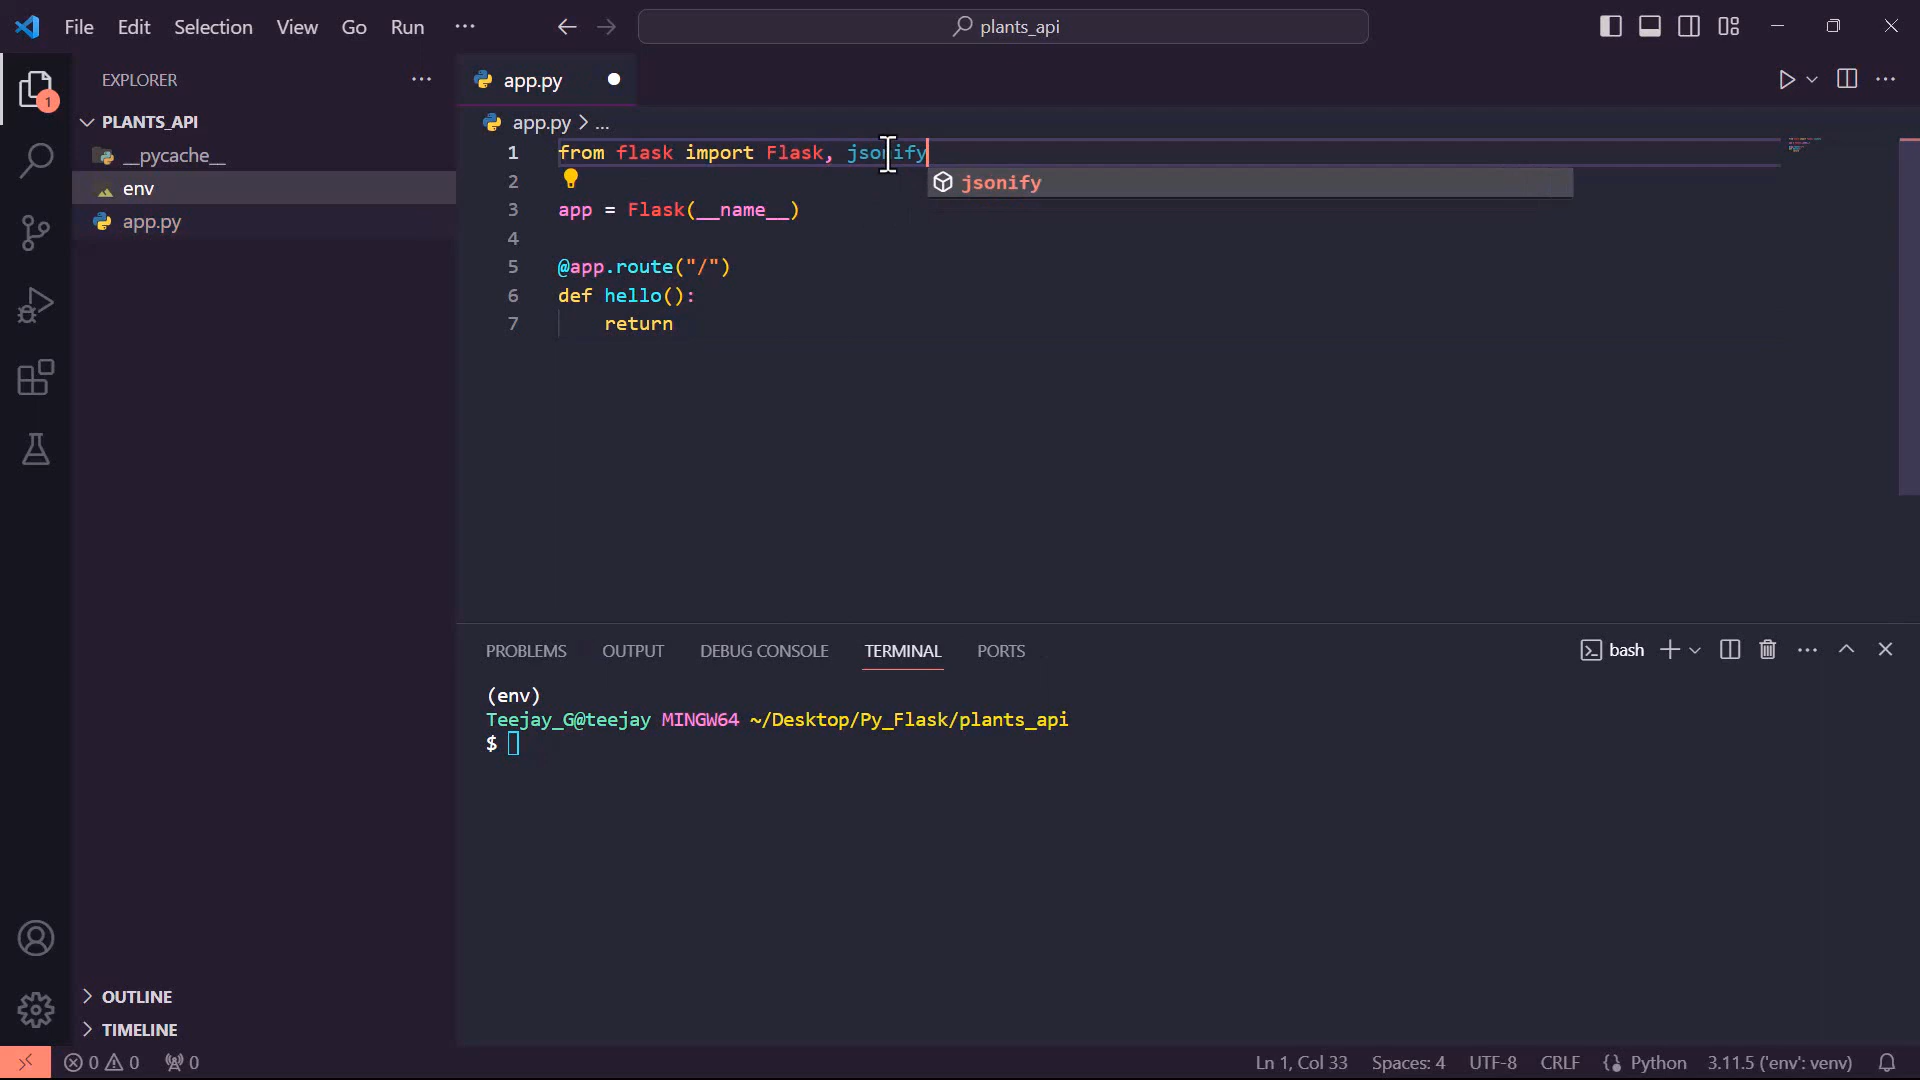 File Edit Selection View Go Run ···
plants_api
EXPLORER
1
PLANTS_API
__pycache__
env
app.py
OUTLINE
TIMELINE
app.py
app.py > ...
1 from flask import Flask, jsonify
jsonify
2
3 app = Flask(__name__)
4
5 @app.route("/")
6 def hello():
7 return
PROBLEMS OUTPUT DEBUG CONSOLE TERMINAL PORTS
bash
(env)
Teejay_G@teejay MINGW64 ~/Desktop/Py_Flask/plants_api
$
0 0 0 Ln 1, Col 33 Spaces: 4 UTF-8 CRLF {} Python 3.11.5 ('env': venv)